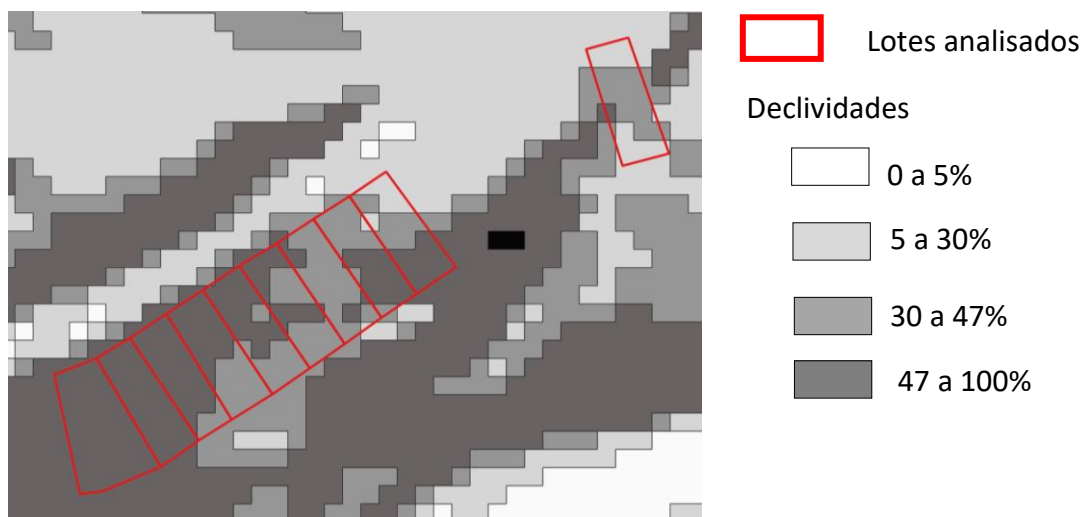 Lotes analisados
Declividades
0 a 5%
5 a 30%
30 a 47%
47 a 100%